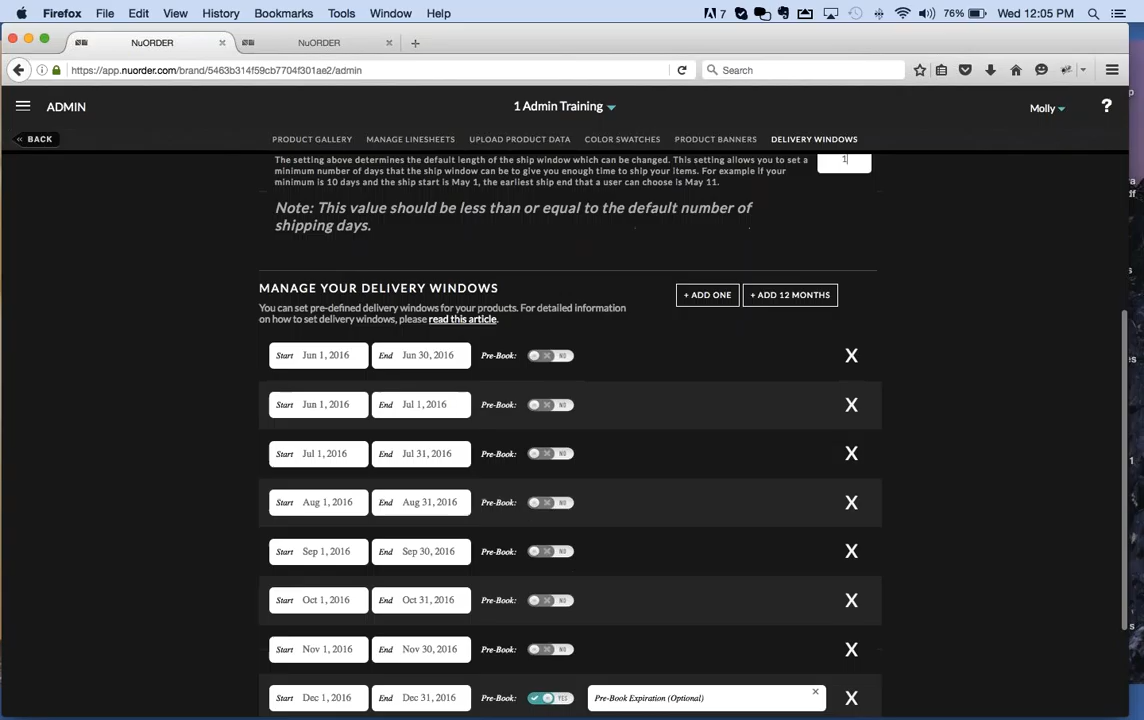 Firefox File Edit View History Bookmarks Tools Window Help 7 76% Wed 12:05 PM
NuORDER NuORDER
https://app.nuorder.com/brand/5463b314f59cb7704f301ae2/admin Search
ADMIN 1 Admin Training Molly ?
« BACK PRODUCT GALLERY MANAGE LINESHEETS UPLOAD PRODUCT DATA COLOR SWATCHES PRODUCT BANNERS DELIVERY WINDOWS
The setting above determines the default length of the ship window which can be changed. This setting allows you to set a 1
minimum number of days that the ship window can be to give you enough time to ship your items. For example if your
minimum is 10 days and the ship start is May 1, the earliest ship end that a user can choose is May 11.
Note: This value should be less than or equal to the default number of
shipping days.
MANAGE YOUR DELIVERY WINDOWS + ADD ONE + ADD 12 MONTHS
You can set pre-defined delivery windows for your products. For detailed information
on how to set delivery windows, please read this article.
Start Jun 1, 2016 End Jun 30, 2016 Pre-Book: NO X
Start Jun 1, 2016 End Jul 1, 2016 Pre-Book: NO X
Start Jul 1, 2016 End Jul 31, 2016 Pre-Book: NO X
Start Aug 1, 2016 End Aug 31, 2016 Pre-Book: NO X
Start Sep 1, 2016 End Sep 30, 2016 Pre-Book: NO X
Start Oct 1, 2016 End Oct 31, 2016 Pre-Book: NO X
Start Nov 1, 2016 End Nov 30, 2016 Pre-Book: NO X
Start Dec 1, 2016 End Dec 31, 2016 Pre-Book: YES Pre-Book Expiration (Optional) X